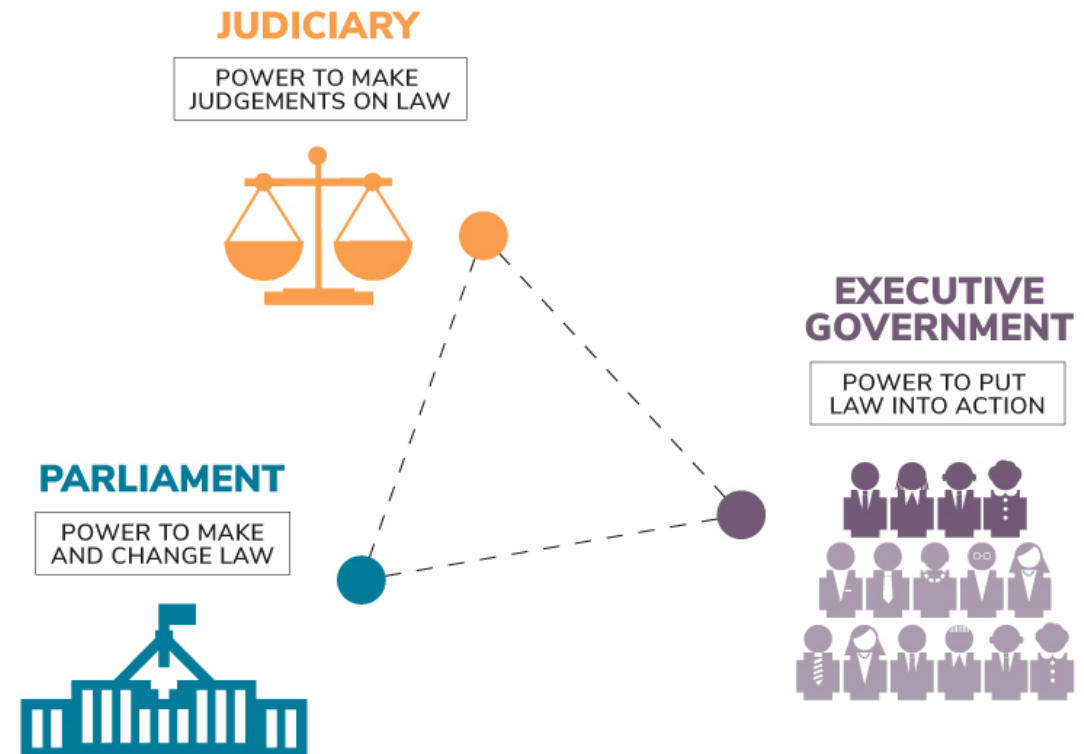 JUDICIARY
POWER TO MAKE
JUDGEMENTS ON LAW
EXECUTIVE
GOVERNMENT
POWER TO PUT
LAW INTO ACTION
PARLIAMENT
POWER TO MAKE
AND CHANGE LAW